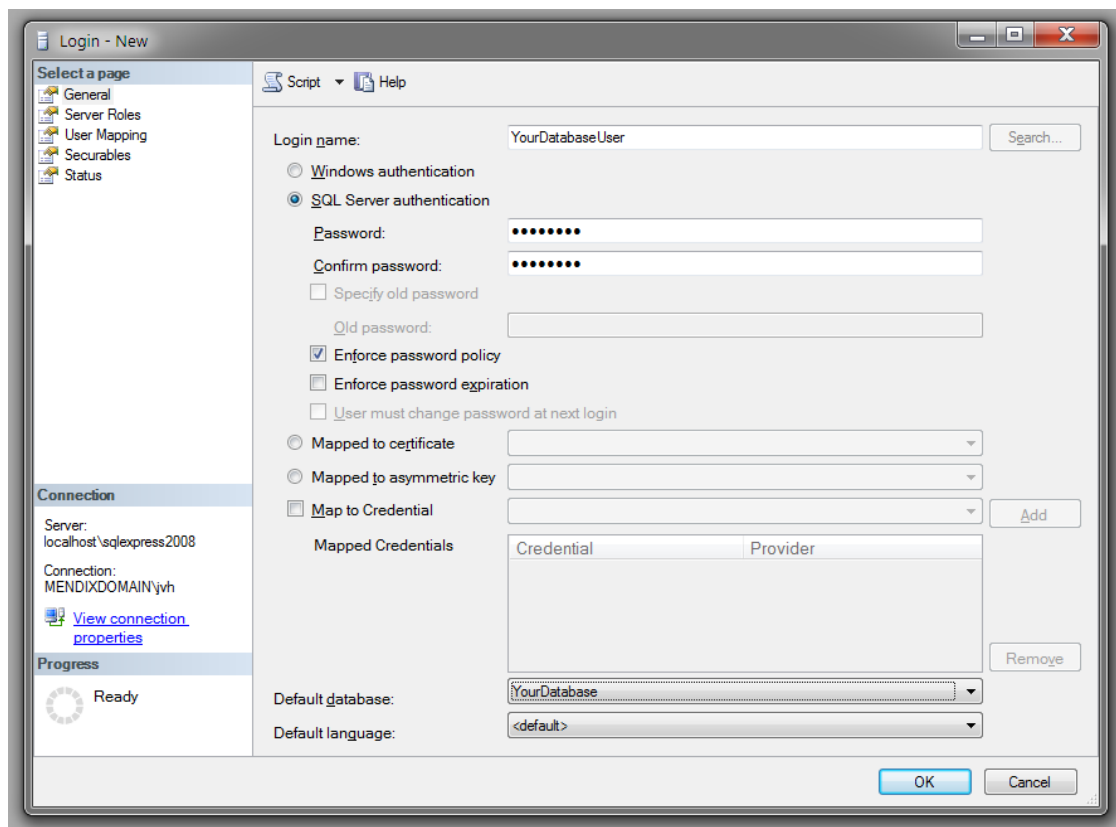 Login - New
Select a page
General
Server Roles
User Mapping
Securables
Status
Script
Help
Login name:
YourDatabaseUser
Search...
Windows authentication
SQL Server authentication
Password:
••••••••
Confirm password:
••••••••
Specify old password
Old password:
Enforce password policy
Enforce password expiration
User must change password at next login
Mapped to certificate
Mapped to asymmetric key
Map to Credential
Add
Mapped Credentials
Credential
Provider
Remove
Default database:
YourDatabase
Default language:
<default>
Connection
Server:
localhost\sqlexpress2008
Connection:
MENDIXDOMAIN\jvh
View connection
properties
Progress
Ready
OK
Cancel